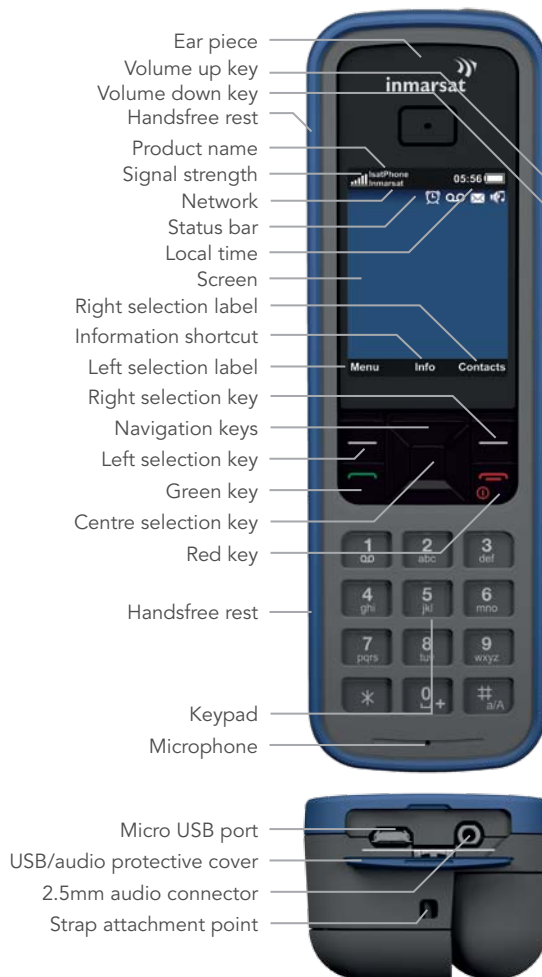 Ear piece
Volume up key
Volume down key
Handsfree rest
Product name
Signal strength
Network
Status bar
Local time
Screen
Right selection label
Information shortcut
Left selection label
Right selection key
Navigation keys
Left selection key
Green key
Centre selection key
Red key
Handsfree rest
Keypad
Microphone
inmarsat
IsatPhone
05:56
Inmarsat
Menu Info Contacts
1 2 3
abc def
4 5 6
ghi jkl mno
7 8 9
pqrs tuv wxyz
* 0 + #
a/A
Micro USB port
USB/audio protective cover
2.5mm audio connector
Strap attachment point